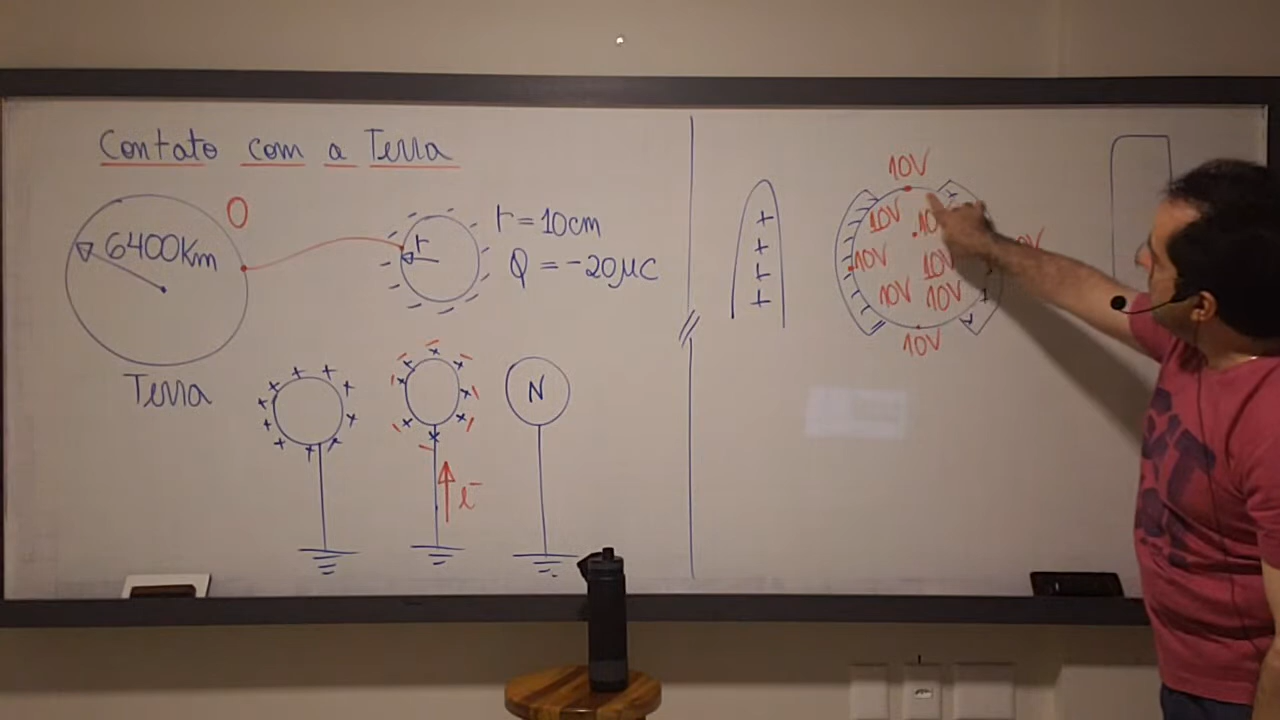 Contato com a Terra
0
6400Km
r
r = 10cm
Q = -20μC
Terra
N
e-
+
+
+
+
10V
10V
10V
10V
10V
10V
10V
10V